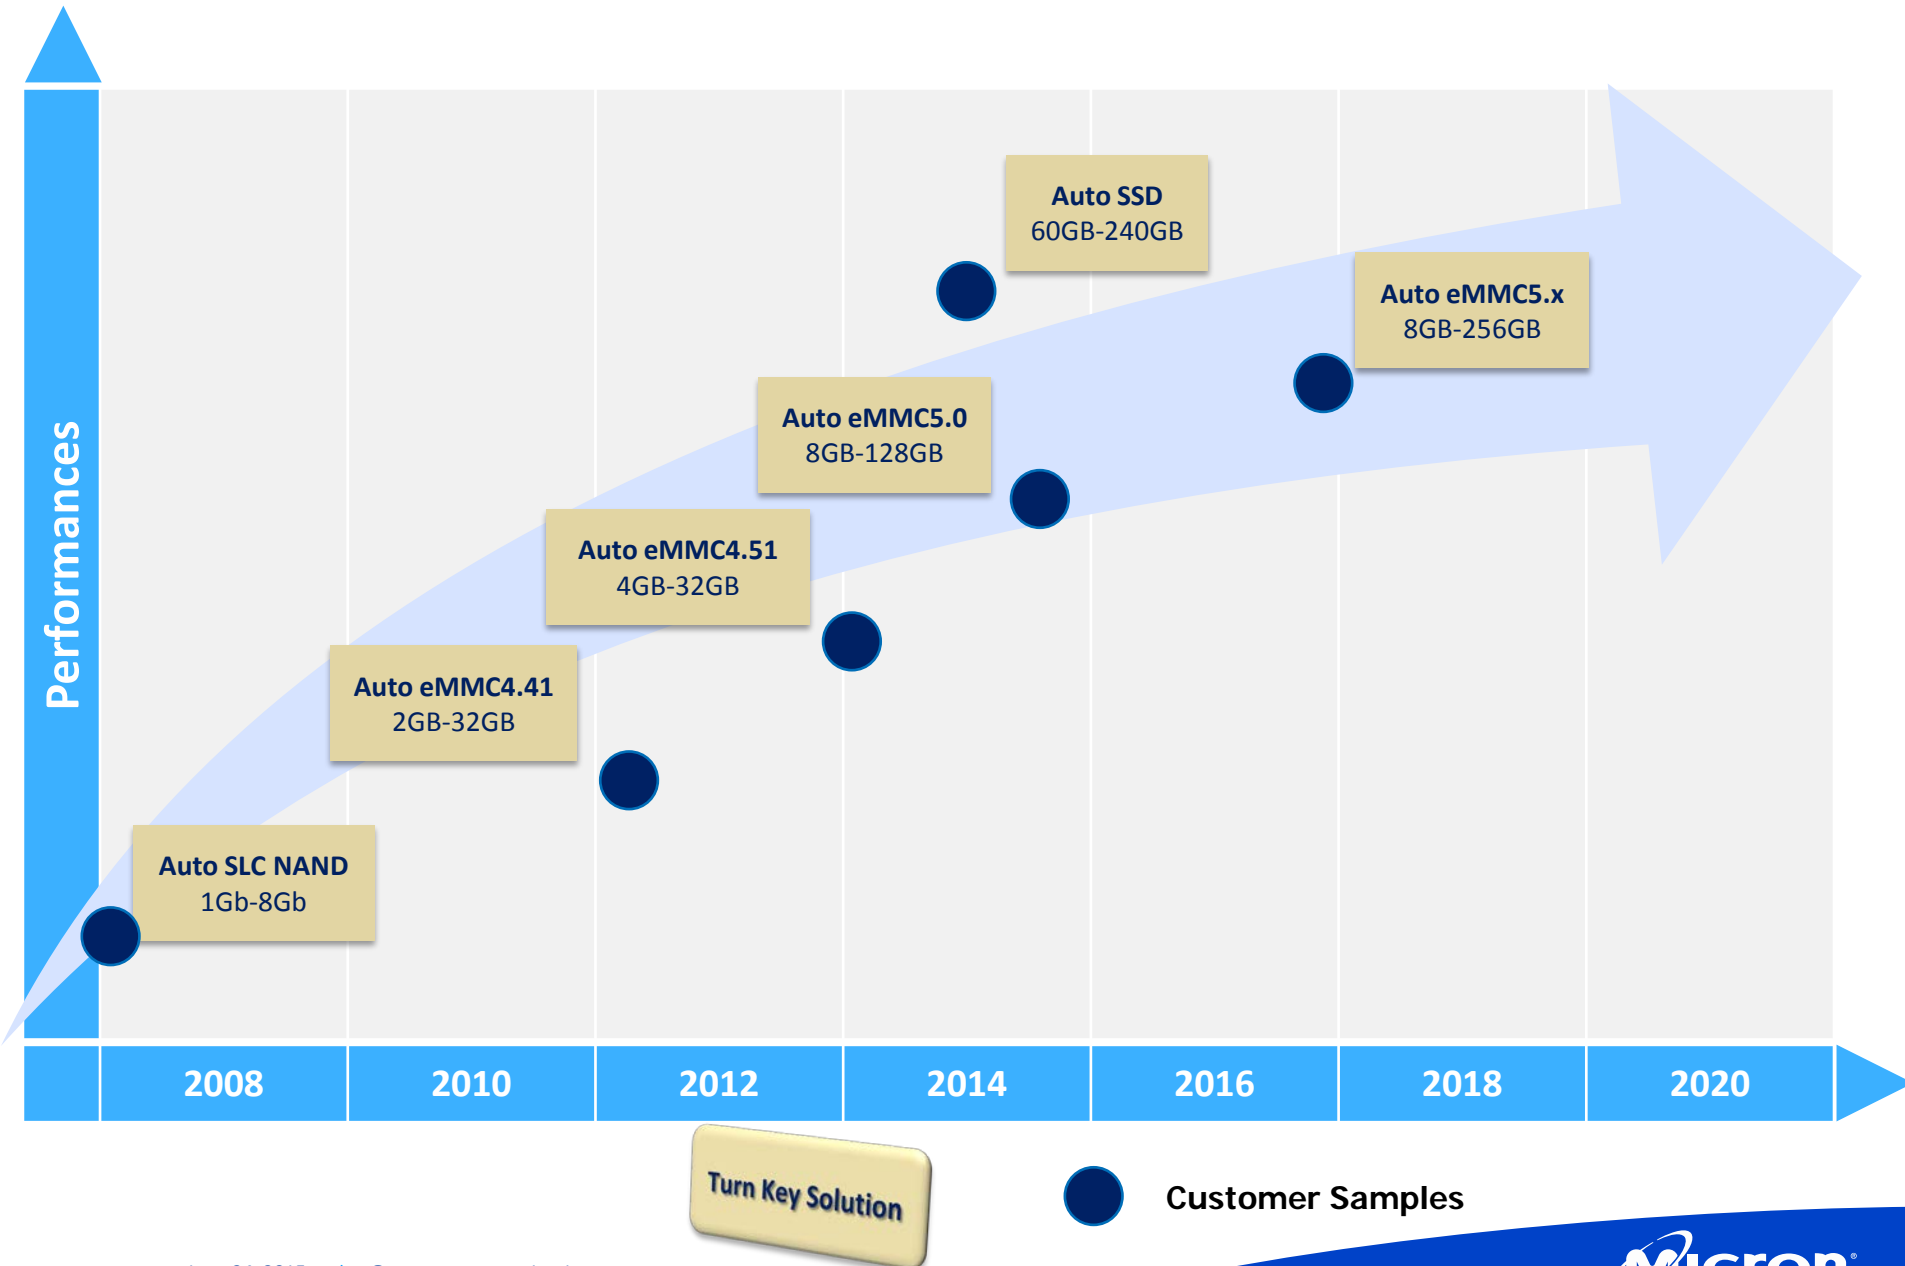 Performances
Auto SSD
60GB-240GB
Auto eMMC5.x
8GB-256GB
Auto eMMC5.0
8GB-128GB
Auto eMMC4.51
4GB-32GB
Auto eMMC4.41
2GB-32GB
Auto SLC NAND
1Gb-8Gb
2008 2010 2012 2014 2016 2018 2020
Turn Key Solution
Customer Samples
Micron®